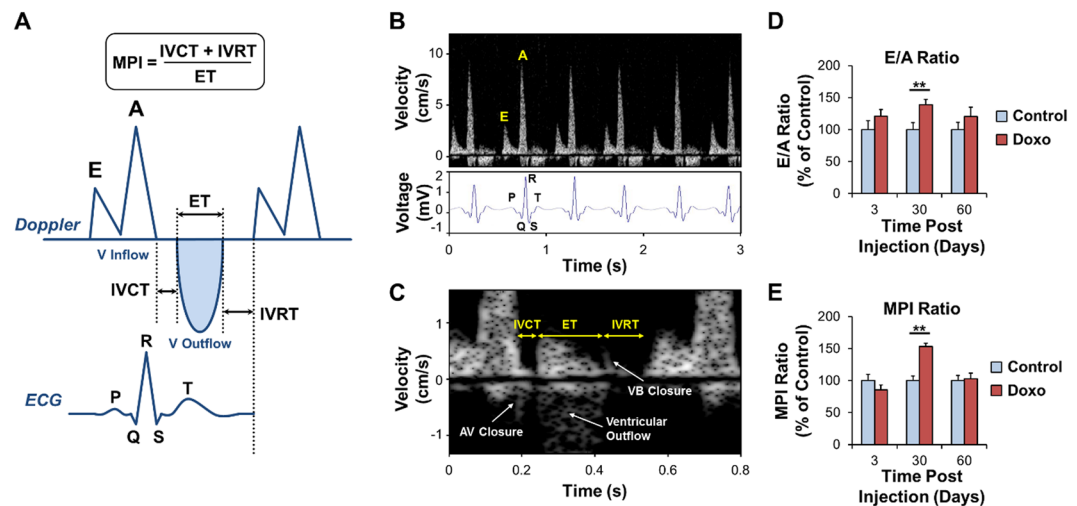 A
MPI = IVCT + IVRT
ET
A
E
ET
Doppler
V Inflow
IVCT
IVRT
V Outflow
R
ECG
P
T
Q
S
B
Velocity
(cm/s)
10
5
0
A
E
Voltage
(mV)
2
1
0
-1
R
P
T
Q
S
0
1
2
3
Time (s)
C
Velocity
(cm/s)
1
0
-1
IVCT
ET
IVRT
VB Closure
AV Closure
Ventricular
Outflow
0
0.2
0.4
0.6
0.8
Time (s)
D
E/A Ratio
E/A Ratio
(% of Control)
200
150
100
50
0
**
Control
Doxo
3
30
60
Time Post
Injection (Days)
E
MPI Ratio
MPI Ratio
(% of Control)
200
150
100
50
0
**
Control
Doxo
3
30
60
Time Post
Injection (Days)